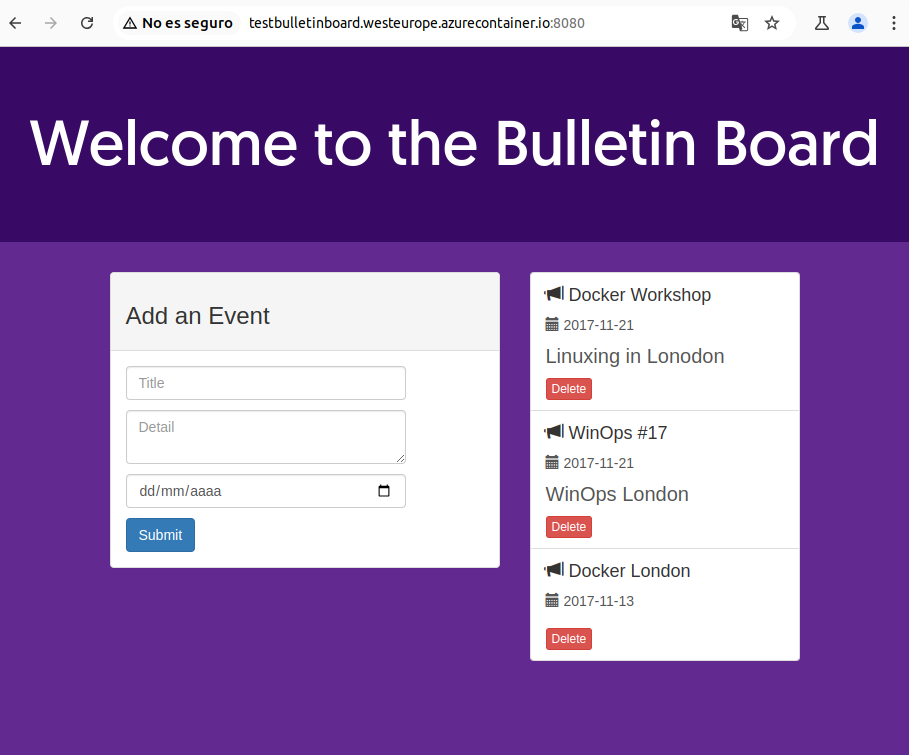 No es seguro testbulletinboard.westeurope.azurecontainer.io:8080
Welcome to the Bulletin Board
Add an Event
Title
Detail
dd/mm/aaaa
Submit
Docker Workshop
2017-11-21
Linuxing in Lonodon
Delete
WinOps #17
2017-11-21
WinOps London
Delete
Docker London
2017-11-13
Delete